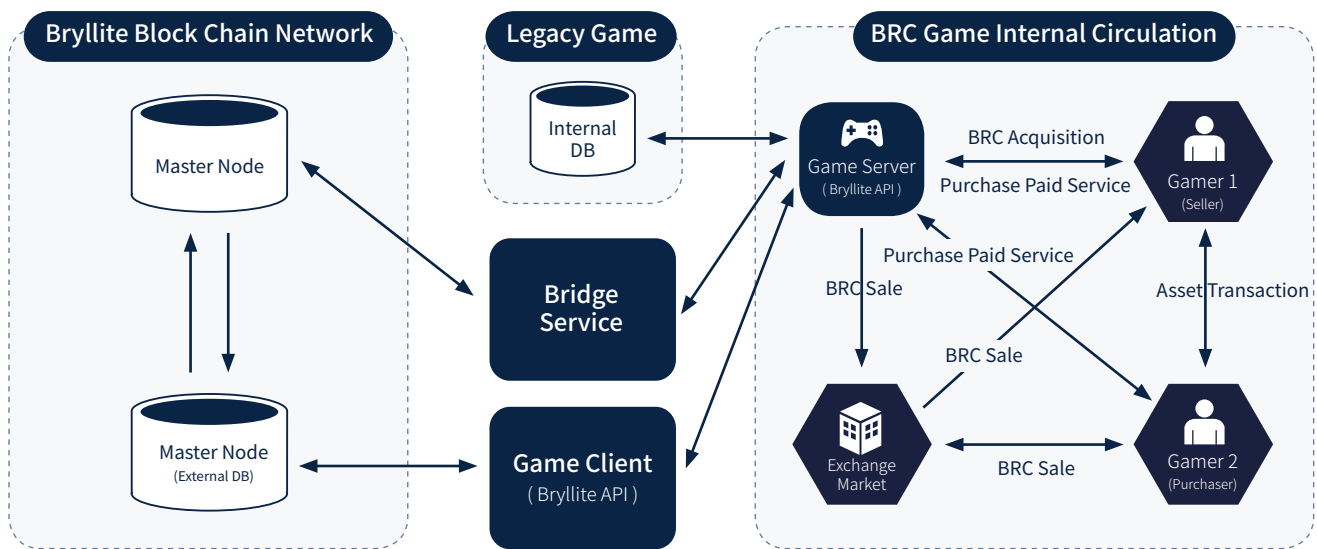 Bryllite Block Chain Network
Legacy Game
BRC Game Internal Circulation
Master Node
Internal
DB
Game Server
( Bryllite API )
BRC Acquisition
Purchase Paid Service
Gamer 1
(Seller)
Purchase Paid Service
BRC Sale
Asset Transaction
Bridge
Service
BRC Sale
Master Node
(External DB)
Game Client
( Bryllite API )
Exchange
Market
BRC Sale
Gamer 2
(Purchaser)